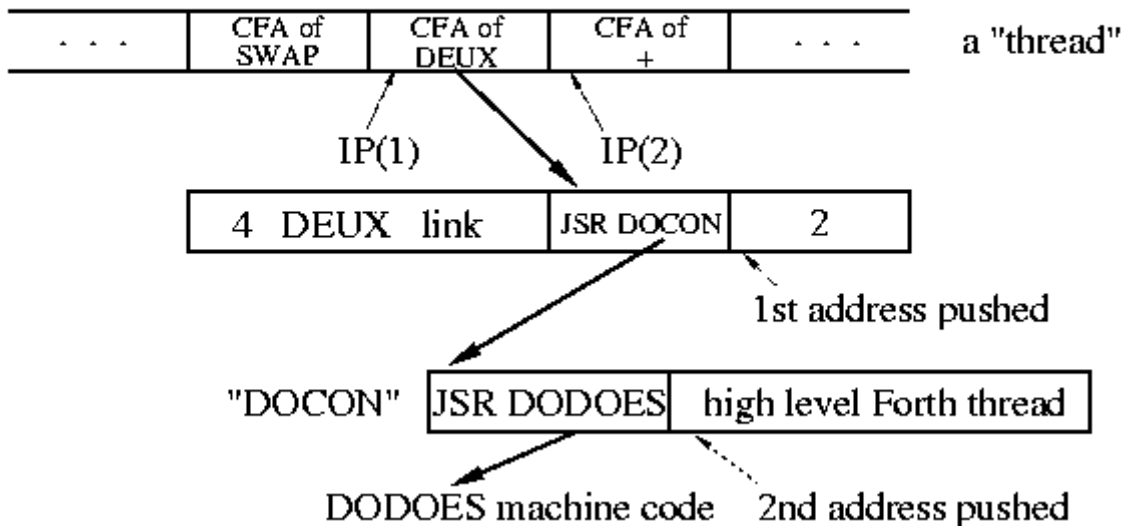 . . .
CFA of
SWAP
CFA of
DEUX
CFA of
+
. . .
a "thread"
IP(1)
IP(2)
4 DEUX link
JSR DOCON
2
1st address pushed
"DOCON"
JSR DODOES
high level Forth thread
DODOES machine code
2nd address pushed